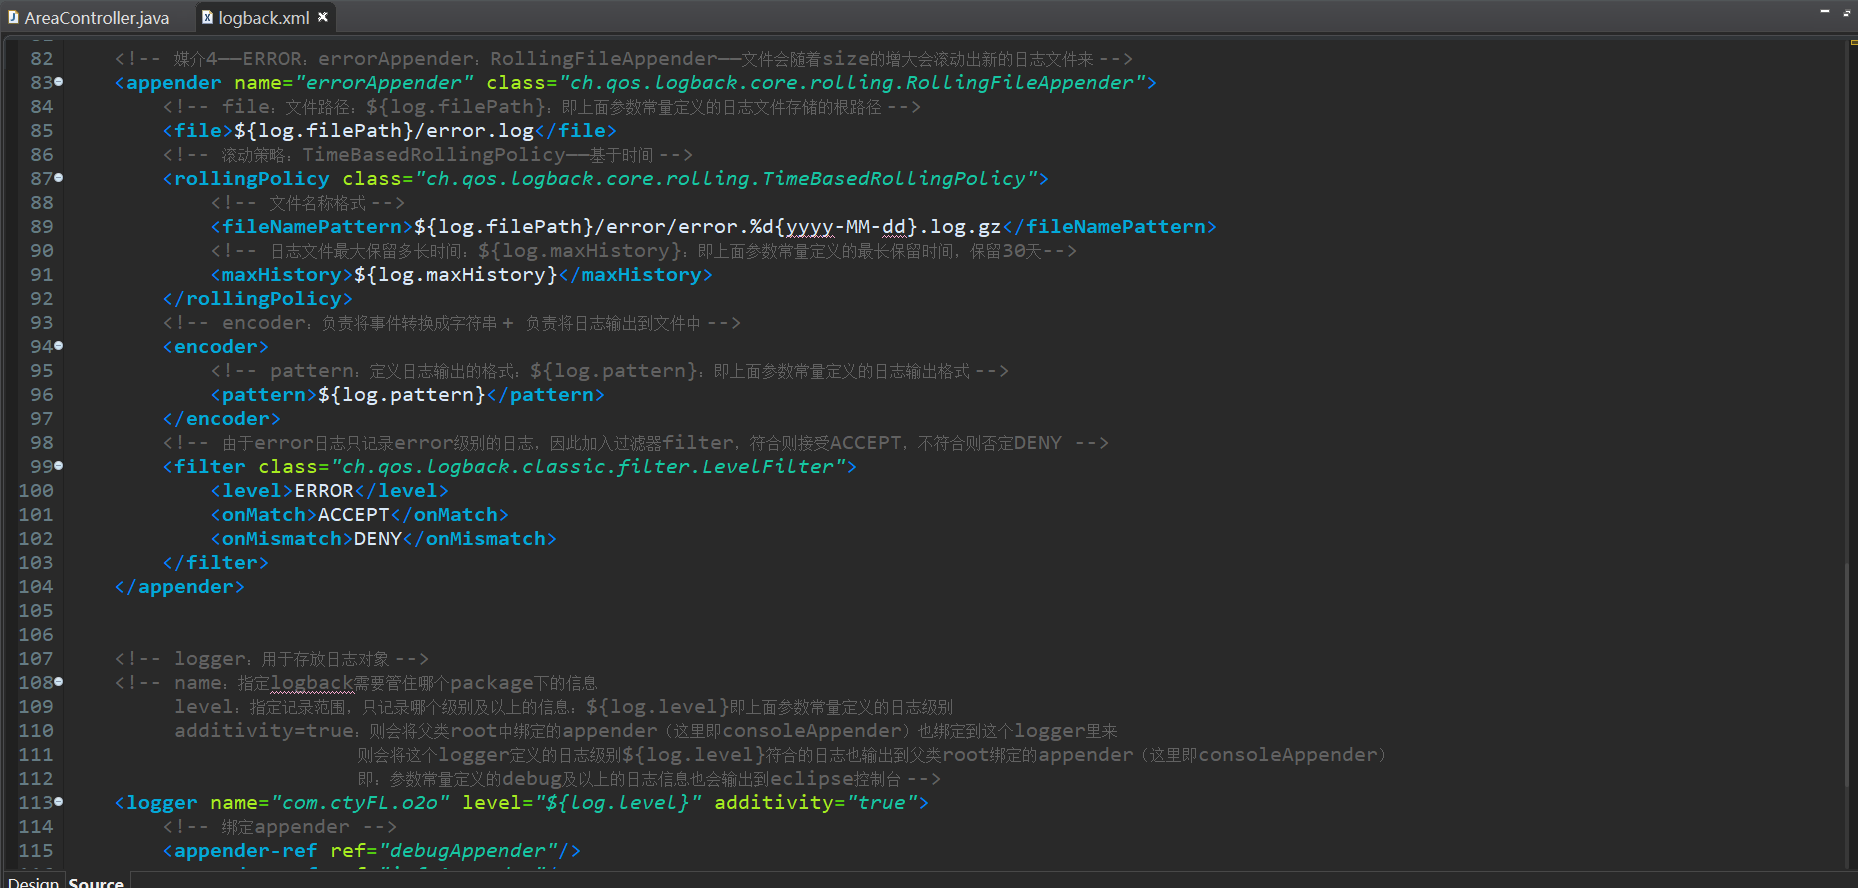 AreaController.java
logback.xml
82 <!-- 媒介4——ERROR：errorAppender：RollingFileAppender——文件会随着size的增大会滚动出新的日志文件来 -->
83 <appender name="errorAppender" class="ch.qos.logback.core.rolling.RollingFileAppender">
84 <!-- file：文件路径：${log.filePath}：即上面参数常量定义的日志文件存储的根路径 -->
85 <file>${log.filePath}/error.log</file>
86 <!-- 滚动策略：TimeBasedRollingPolicy——基于时间 -->
87 <rollingPolicy class="ch.qos.logback.core.rolling.TimeBasedRollingPolicy">
88 <!-- 文件名称格式 -->
89 <fileNamePattern>${log.filePath}/error/error.%d{yyyy-MM-dd}.log.gz</fileNamePattern>
90 <!-- 日志文件最大保留多长时间：${log.maxHistory}：即上面参数常量定义的最长保留时间，保留30天-->
91 <maxHistory>${log.maxHistory}</maxHistory>
92 </rollingPolicy>
93 <!-- encoder：负责将事件转换成字符串 + 负责将日志输出到文件中 -->
94 <encoder>
95 <!-- pattern：定义日志输出的格式：${log.pattern}：即上面参数常量定义的日志输出格式 -->
96 <pattern>${log.pattern}</pattern>
97 </encoder>
98 <!-- 由于error日志只记录error级别的日志，因此加入过滤器filter，符合则接受ACCEPT，不符合则否定DENY -->
99 <filter class="ch.qos.logback.classic.filter.LevelFilter">
100 <level>ERROR</level>
101 <onMatch>ACCEPT</onMatch>
102 <onMismatch>DENY</onMismatch>
103 </filter>
104 </appender>
105
106
107 <!-- logger：用于存放日志对象 -->
108 <!-- name：指定logback需要管住哪个package下的信息
109 level：指定记录范围，只记录哪个级别及以上的信息：${log.level}即上面参数常量定义的日志级别
110 additivity=true：则会将父类root中绑定的appender（这里即consoleAppender）也绑定到这个logger里来
111 则会将这个logger定义的日志级别${log.level}符合的日志也输出到父类root绑定的appender（这里即consoleAppender）
112 即：参数常量定义的debug及以上的日志信息也会输出到eclipse控制台 -->
113 <logger name="com.ctyFL.o2o" level="${log.level}" additivity="true">
114 <!-- 绑定appender -->
115 <appender-ref ref="debugAppender"/>
Design Source